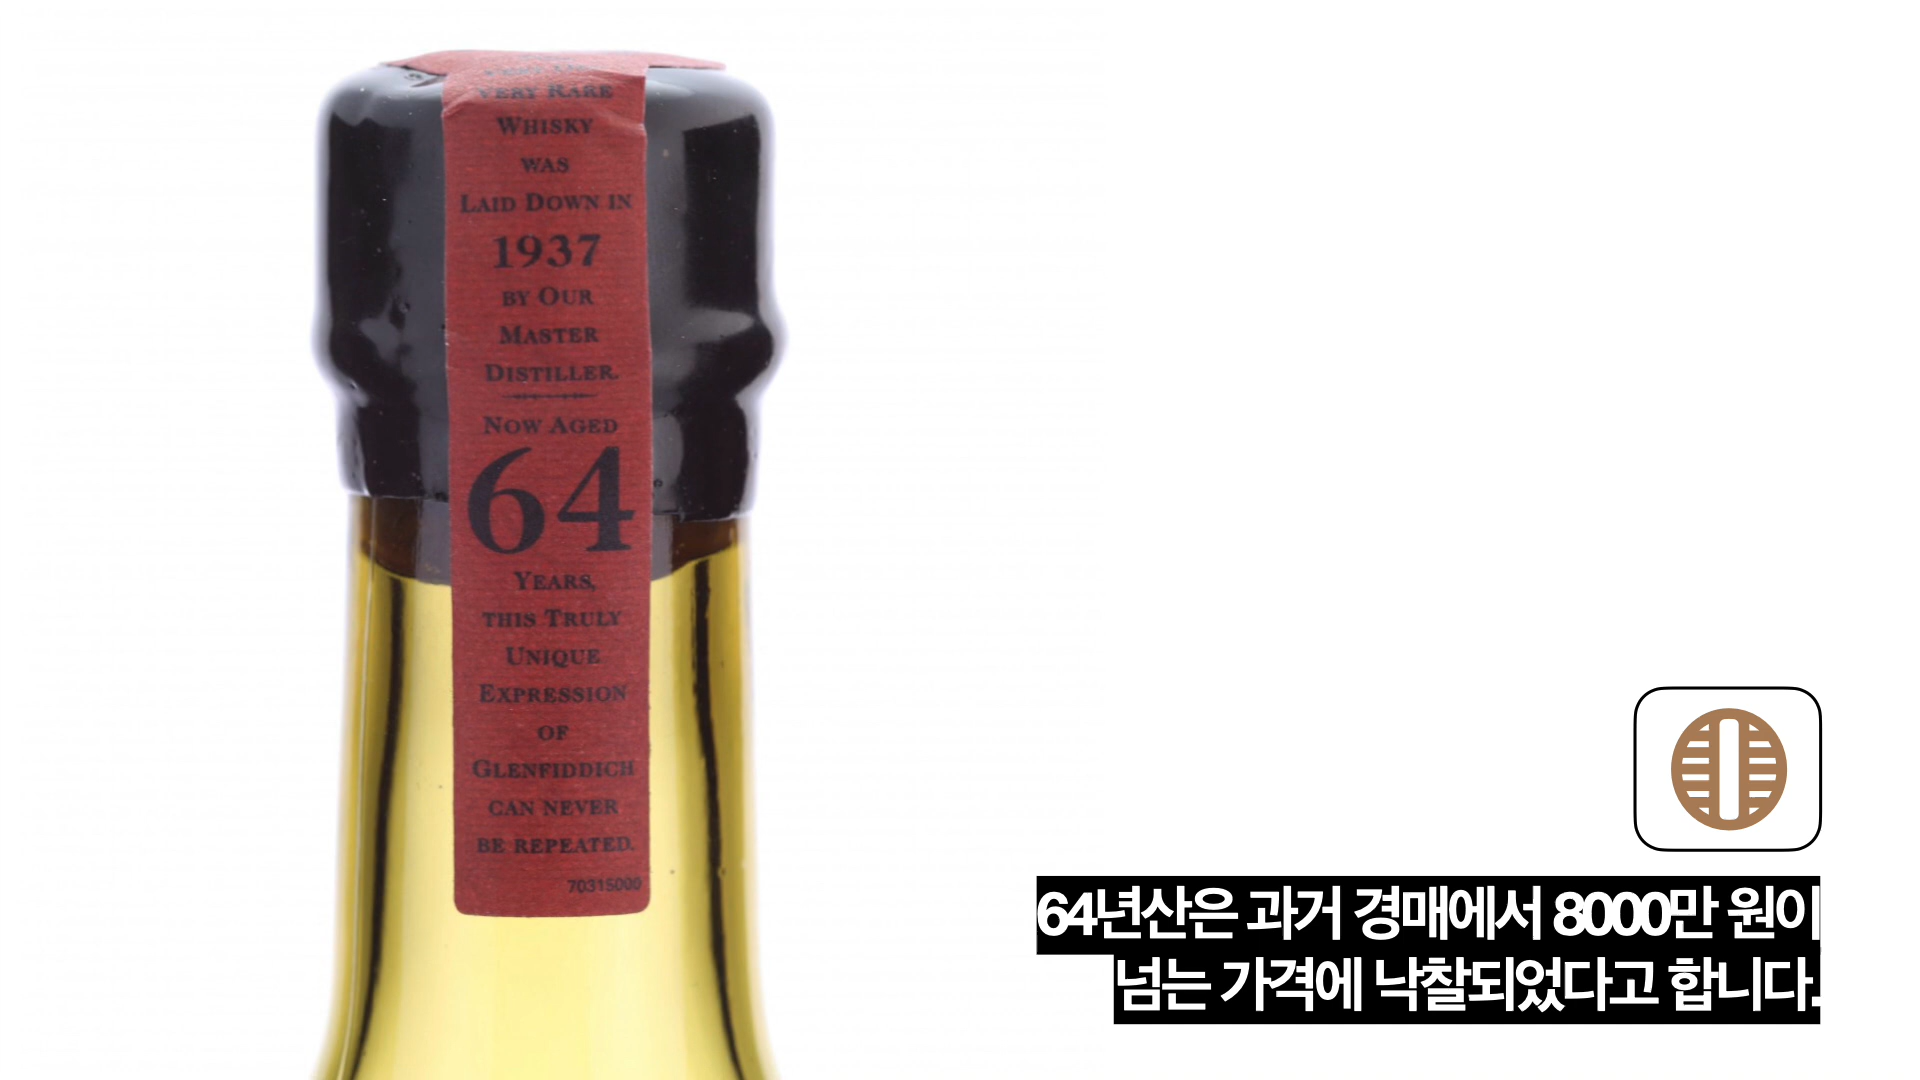 VERY RARE
WHISKY
WAS
LAID DOWN IN
1937
BY OUR
MASTER
DISTILLER.
NOW AGED
64
YEARS,
THIS TRULY
UNIQUE
EXPRESSION
OF
GLENFIDDICH
CAN NEVER
BE REPEATED.
70315000
64년산은 과거 경매에서 8000만 원이
넘는 가격에 낙찰되었다고 합니다.